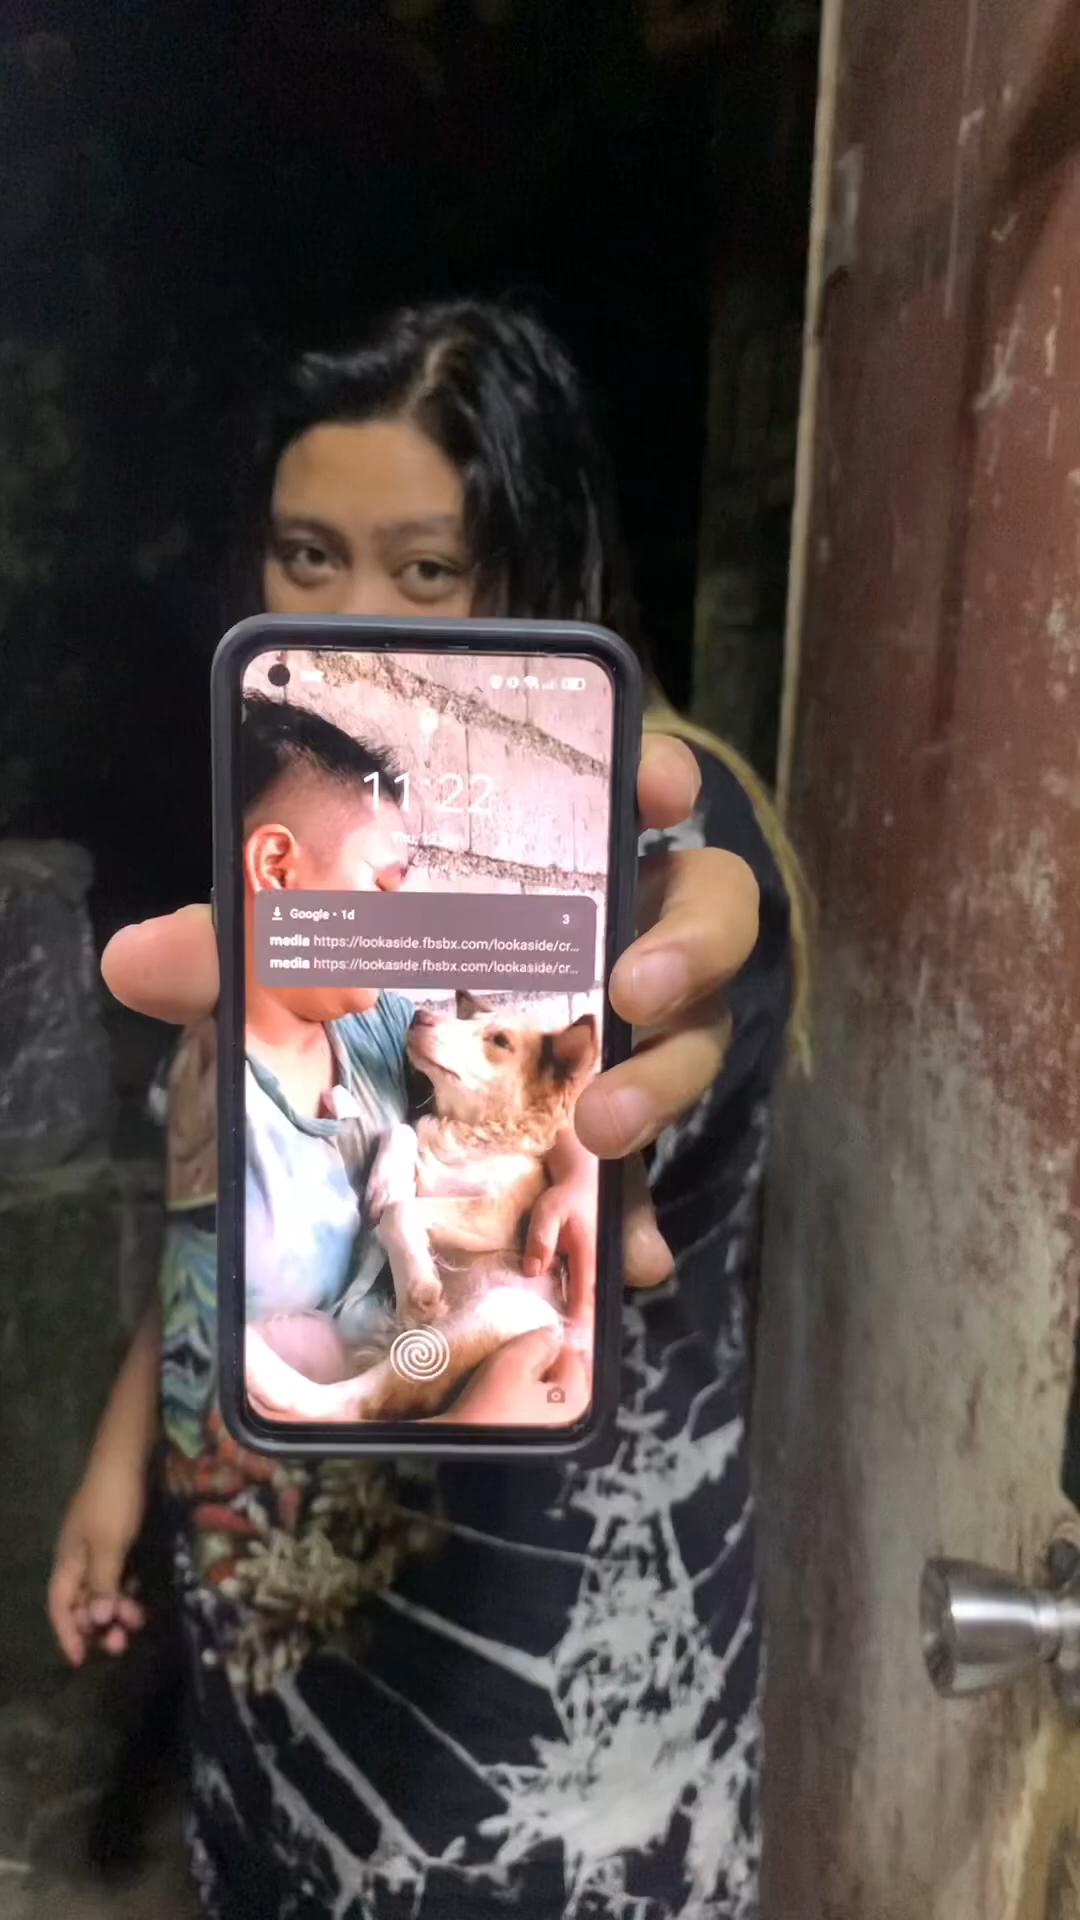 11:22
Google • 1d
3
media https://lookaside.fbsbx.com/lookaside/cr...
media https://lookaside.fbsbx.com/lookaside/cr...